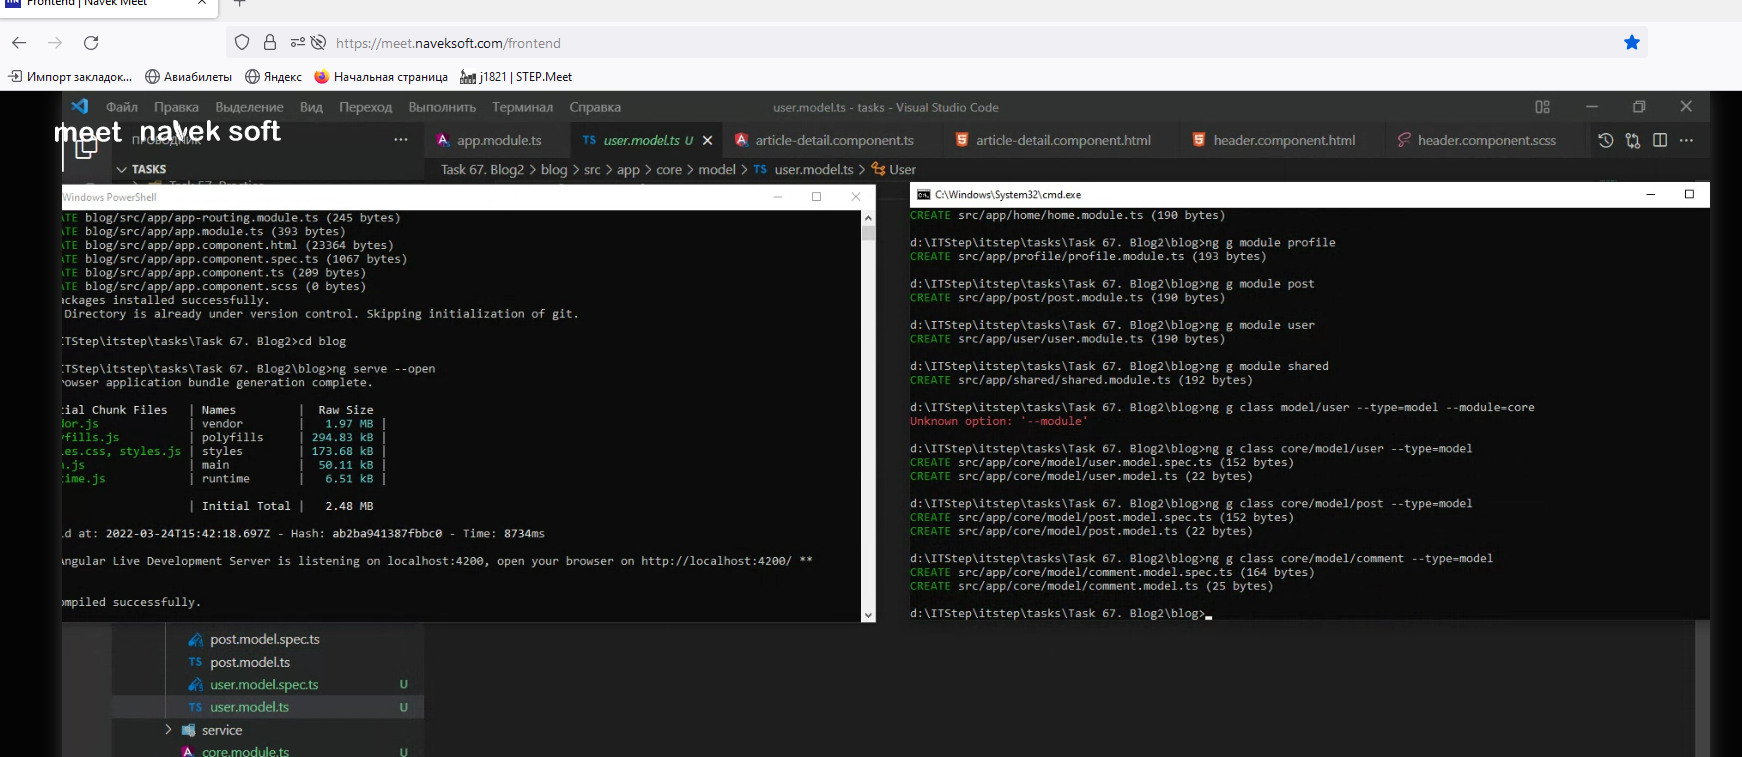 Frontend | Navek Meet
https://meet.naveksoft.com/frontend
Импорт закладок... Авиабилеты Яндекс Начальная страница j1821 | STEP.Meet
Файл Правка Выделение Вид Переход Выполнить Терминал Справка user.model.ts - tasks - Visual Studio Code
meet navek soft
ПРОВОДНИК
app.module.ts TS user.model.ts U article-detail.component.ts article-detail.component.html header.component.html header.component.scss
TASKS
Task 67. Blog2 > blog > src > app > core > model > TS user.model.ts > User
Windows PowerShell
ATE blog/src/app/app-routing.module.ts (245 bytes)
ATE blog/src/app/app.module.ts (393 bytes)
ATE blog/src/app/app.component.html (23364 bytes)
ATE blog/src/app/app.component.spec.ts (1067 bytes)
ATE blog/src/app/app.component.ts (209 bytes)
ATE blog/src/app/app.component.scss (0 bytes)
ackages installed successfully.
Directory is already under version control. Skipping initialization of git.
ITStep\itstep\tasks\Task 67. Blog2>cd blog
ITStep\itstep\tasks\Task 67. Blog2\blog>ng serve --open
rowser application bundle generation complete.
ial Chunk Files | Names | Raw Size
dor.js | vendor | 1.97 MB |
yfills.js | polyfills | 294.83 kB |
les.css, styles.js | styles | 173.68 kB |
n.js | main | 50.11 kB |
time.js | runtime | 6.51 kB |
| Initial Total | 2.48 MB
ld at: 2022-03-24T15:42:18.697Z - Hash: ab2ba941387fbbc0 - Time: 8734ms
Angular Live Development Server is listening on localhost:4200, open your browser on http://localhost:4200/ **
ompiled successfully.
C:\Windows\System32\cmd.exe
CREATE src/app/home/home.module.ts (190 bytes)
d:\ITStep\itstep\tasks\Task 67. Blog2\blog>ng g module profile
CREATE src/app/profile/profile.module.ts (193 bytes)
d:\ITStep\itstep\tasks\Task 67. Blog2\blog>ng g module post
CREATE src/app/post/post.module.ts (190 bytes)
d:\ITStep\itstep\tasks\Task 67. Blog2\blog>ng g module user
CREATE src/app/user/user.module.ts (190 bytes)
d:\ITStep\itstep\tasks\Task 67. Blog2\blog>ng g module shared
CREATE src/app/shared/shared.module.ts (192 bytes)
d:\ITStep\itstep\tasks\Task 67. Blog2\blog>ng g class model/user --type=model --module=core
Unknown option: '--module'
d:\ITStep\itstep\tasks\Task 67. Blog2\blog>ng g class core/model/user --type=model
CREATE src/app/core/model/user.model.spec.ts (152 bytes)
CREATE src/app/core/model/user.model.ts (22 bytes)
d:\ITStep\itstep\tasks\Task 67. Blog2\blog>ng g class core/model/post --type=model
CREATE src/app/core/model/post.model.spec.ts (152 bytes)
CREATE src/app/core/model/post.model.ts (22 bytes)
d:\ITStep\itstep\tasks\Task 67. Blog2\blog>ng g class core/model/comment --type=model
CREATE src/app/core/model/comment.model.spec.ts (164 bytes)
CREATE src/app/core/model/comment.model.ts (25 bytes)
d:\ITStep\itstep\tasks\Task 67. Blog2\blog>
post.model.spec.ts
TS post.model.ts
user.model.spec.ts U
TS user.model.ts U
service
core.module.ts U